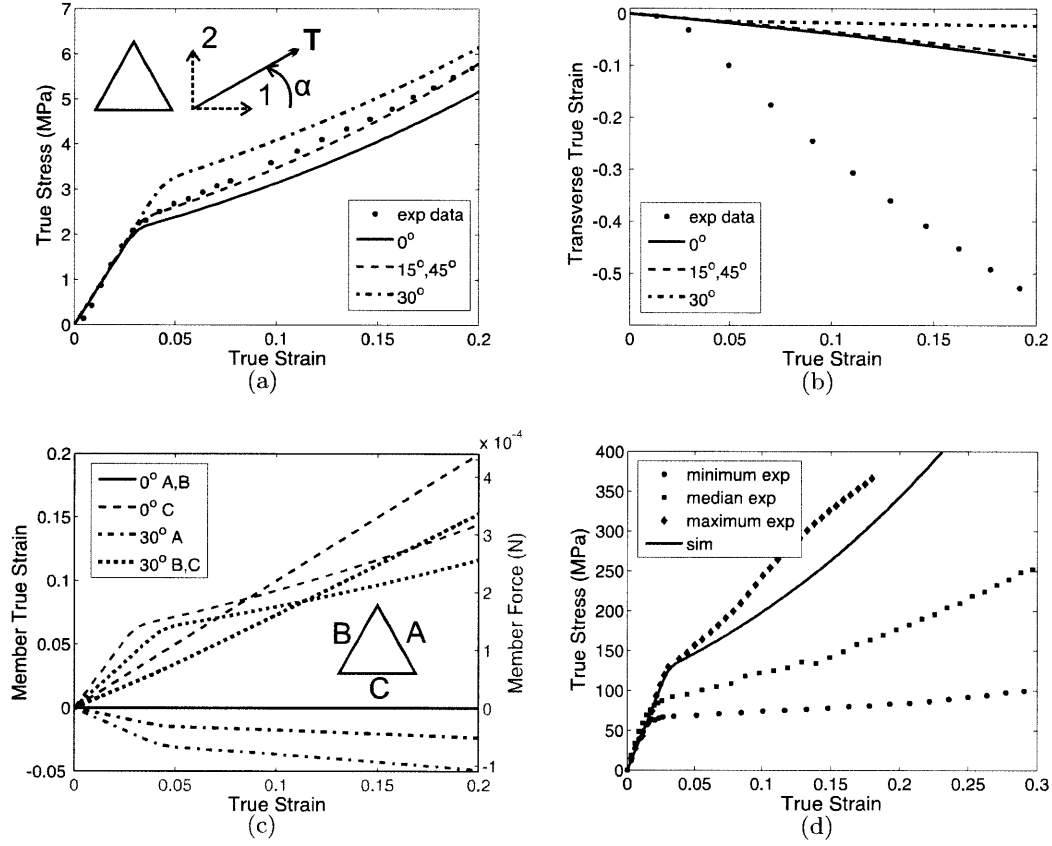 7
6
5
4
3
2
1
0
True Stress (MPa)
2
T
α
1
exp data
0°
15°,45°
30°
0
0.05
0.1
0.15
0.2
True Strain
(a)
0
-0.1
-0.2
-0.3
-0.4
-0.5
Transverse True Strain
exp data
0°
15°,45°
30°
0
0.05
0.1
0.15
0.2
True Strain
(b)
0.2
0.15
0.1
0.05
0
-0.05
Member True Strain
0° A,B
0° C
30° A
30° B,C
B
A
C
x 10⁻⁴
4
3
2
1
0
-1
Member Force (N)
0
0.05
0.1
0.15
0.2
True Strain
(c)
400
350
300
250
200
150
100
50
0
True Stress (MPa)
minimum exp
median exp
maximum exp
sim
0
0.05
0.1
0.15
0.2
0.25
0.3
True Strain
(d)